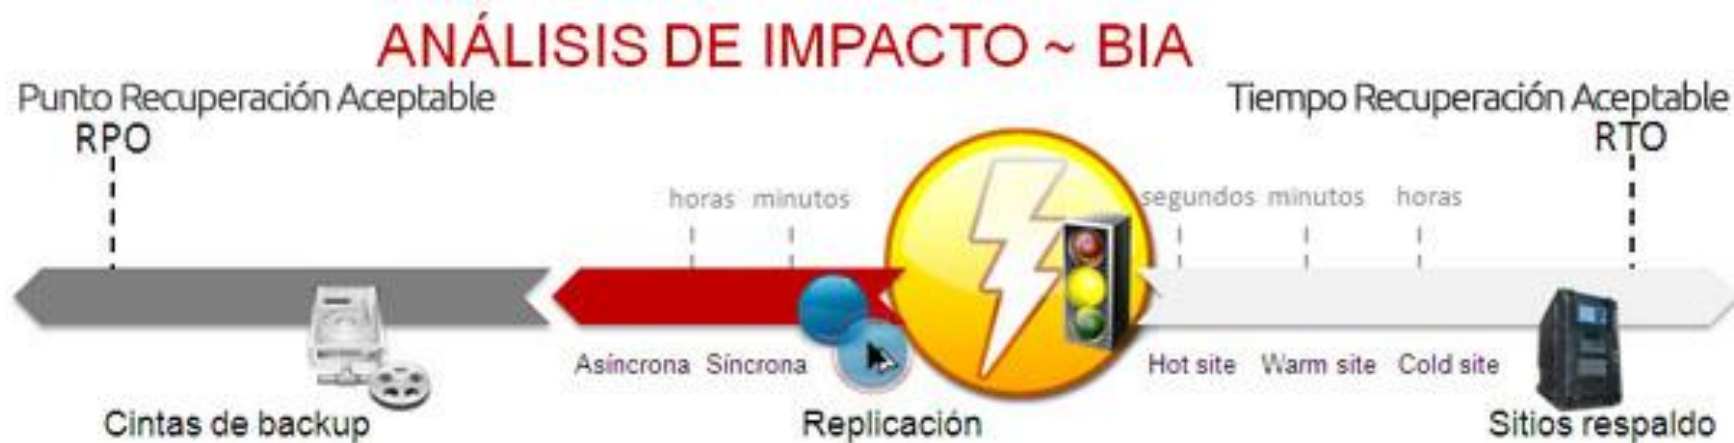 ANÁLISIS DE IMPACTO ~ BIA
Punto Recuperación Aceptable
RPO
Tiempo Recuperación Aceptable
RTO
horas minutos
segundos minutos horas
Asíncrona Síncrona
Hot site Warm site Cold site
Cintas de backup
Replicación
Sitios respaldo